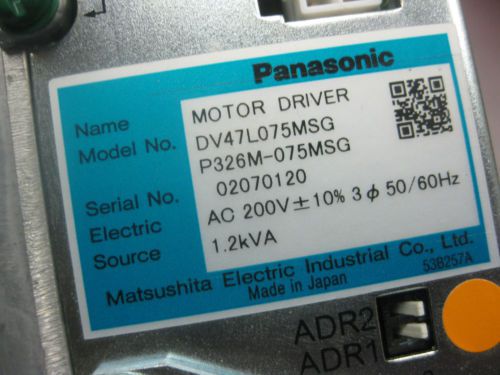 Panasonic
Name MOTOR DRIVER
Model No. DV47L075MSG
P326M-075MSG
Serial No. 02070120
Electric AC 200V±10% 3φ 50/60Hz
Source 1.2kVA
Matsushita Electric Industrial Co., Ltd.
Made in Japan 538257A
ADR2
ADR1